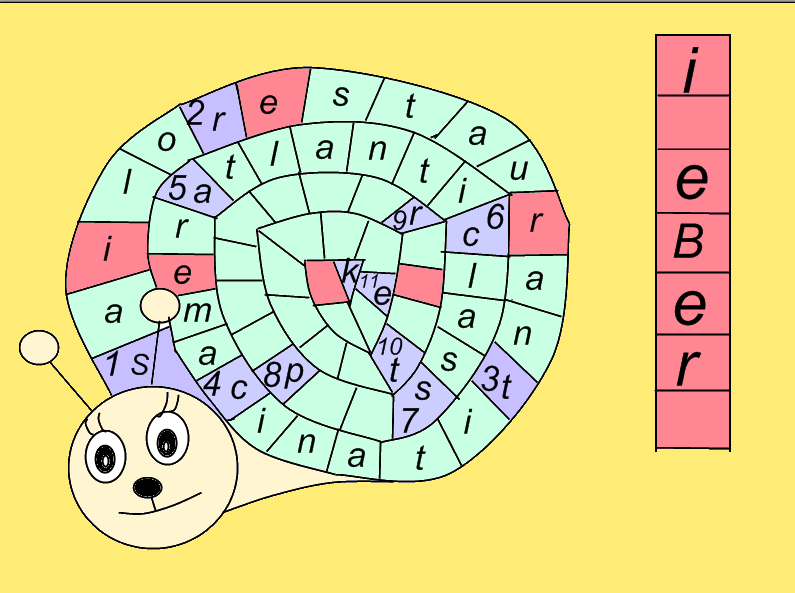 1 S a i l o
2 r e s t a u r a n
3 t i t a n i
4 c a m e r
5 a t l a n t i
6 c l a s
7 s
8 p
9 r
10 t
11 e
k
i
e
B
e
r